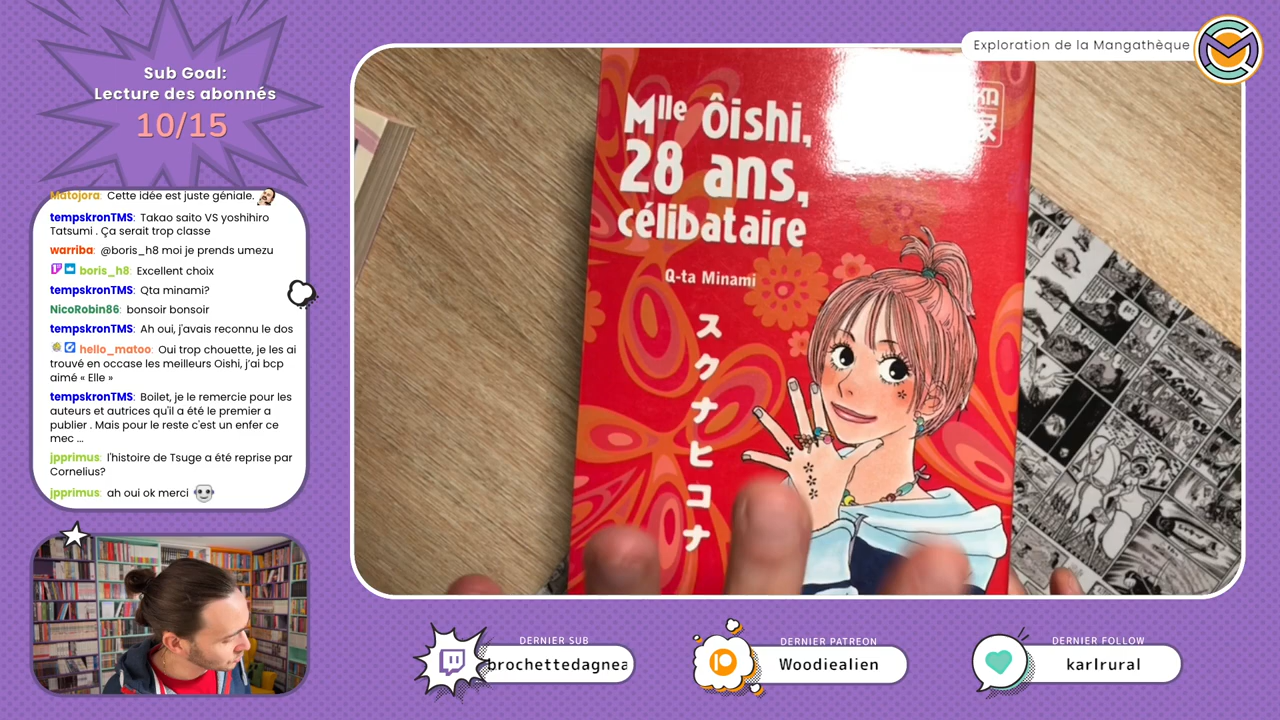 Sub Goal:
Lecture des abonnés
10/15
Matojora: Cette idée est juste géniale.
tempskronTMS: Takao saito VS yoshihiro
Tatsumi . Ça serait trop classe
warriba: @boris_h8 moi je prends umezu
boris_h8: Excellent choix
tempskronTMS: Qta minami?
NicoRobin86: bonsoir bonsoir
tempskronTMS: Ah oui, j'avais reconnu le dos
hello_matoo: Oui trop chouette, je les ai
trouvé en occase les meilleurs Oishi, j'ai bcp
aimé « Elle »
tempskronTMS: Boilet, je le remercie pour les
auteurs et autrices qu'il a été le premier a
publier . Mais pour le reste c'est un enfer ce
mec ...
jpprimus: l'histoire de Tsuge a été reprise par
Cornelius?
jpprimus: ah oui ok merci
Exploration de la Mangathèque
Mlle Ôishi,
28 ans,
célibataire
Q-ta Minami
スクナヒコナ
家
DERNIER SUB
brochettedagnea
DERNIER PATREON
Woodiealien
DERNIER FOLLOW
karlrural